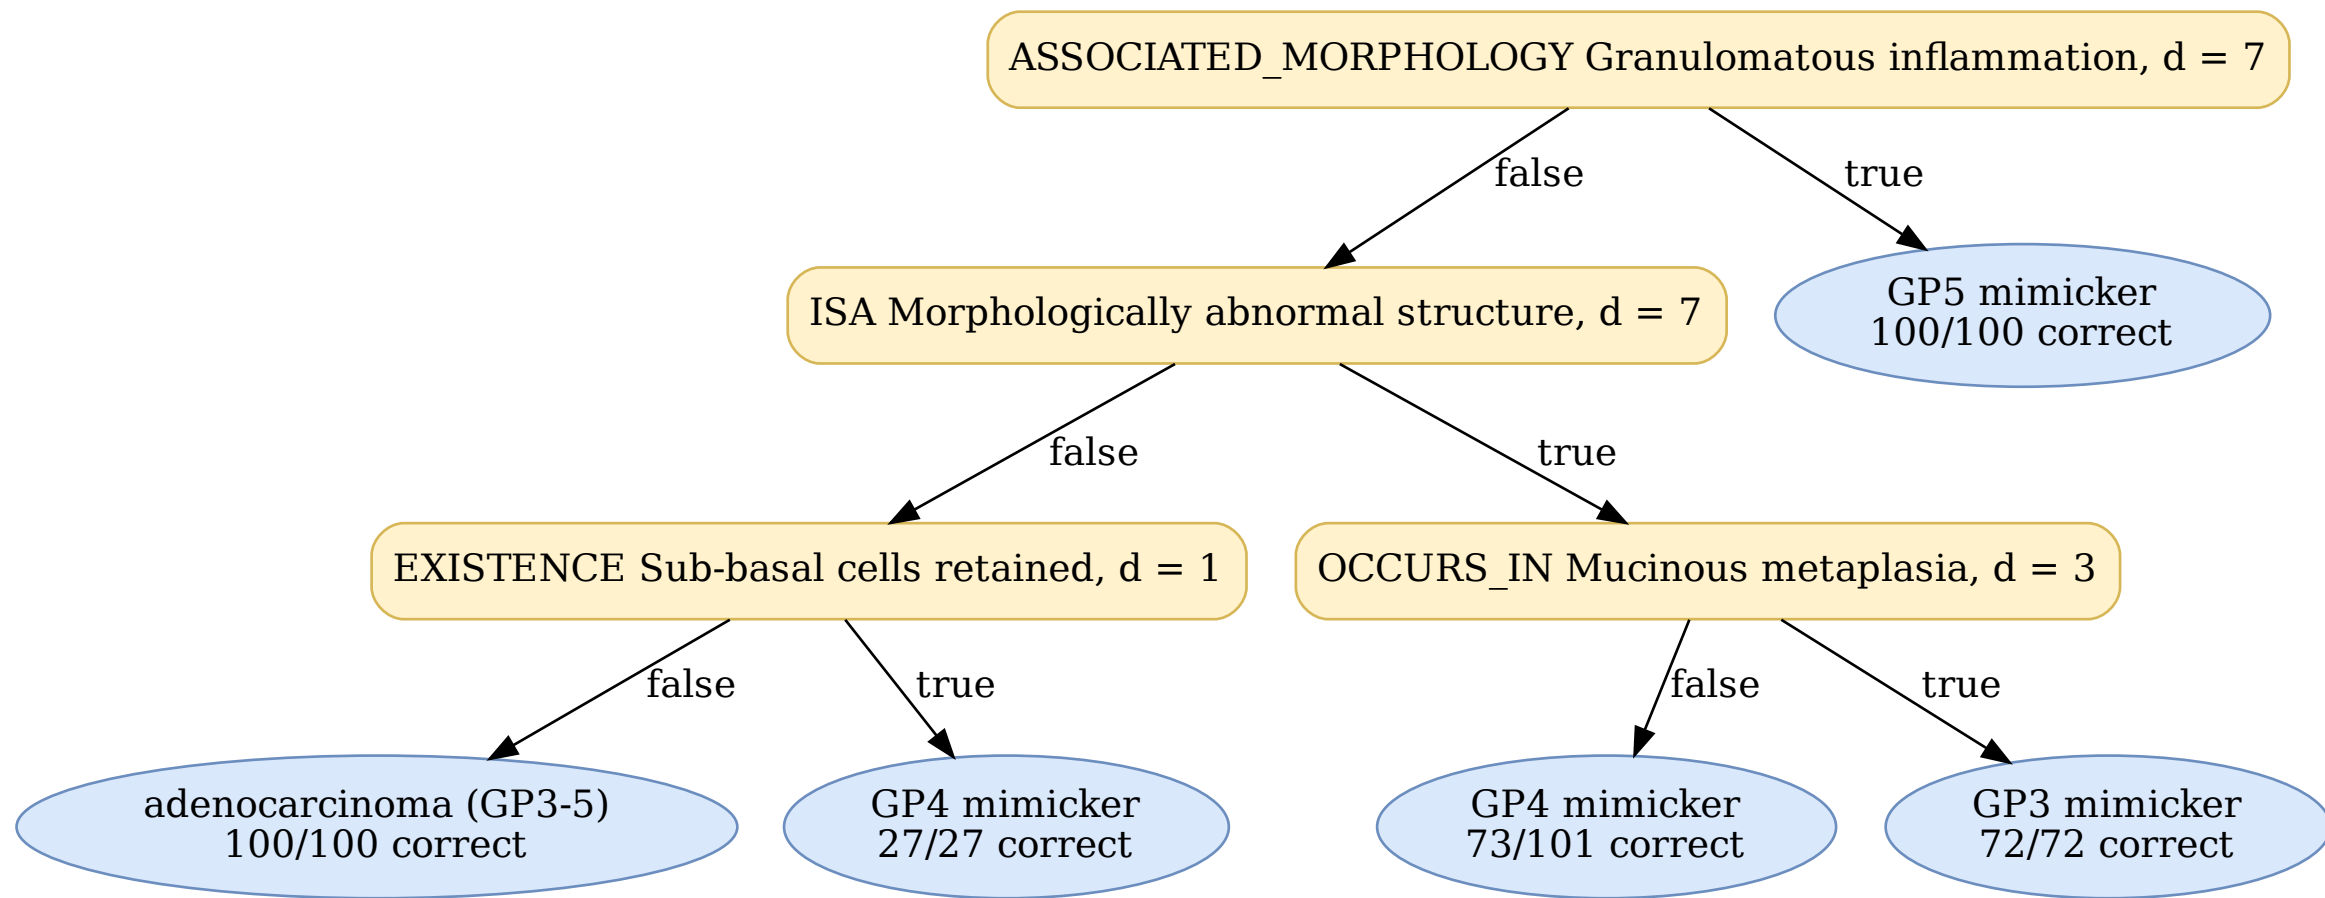 ASSOCIATED_MORPHOLOGY Granulomatous inflammation, d = 7
false
true
ISA Morphologically abnormal structure, d = 7
GP5 mimicker
100/100 correct
false
true
EXISTENCE Sub-basal cells retained, d = 1
OCCURS_IN Mucinous metaplasia, d = 3
false
true
false
true
adenocarcinoma (GP3-5)
100/100 correct
GP4 mimicker
27/27 correct
GP4 mimicker
73/101 correct
GP3 mimicker
72/72 correct